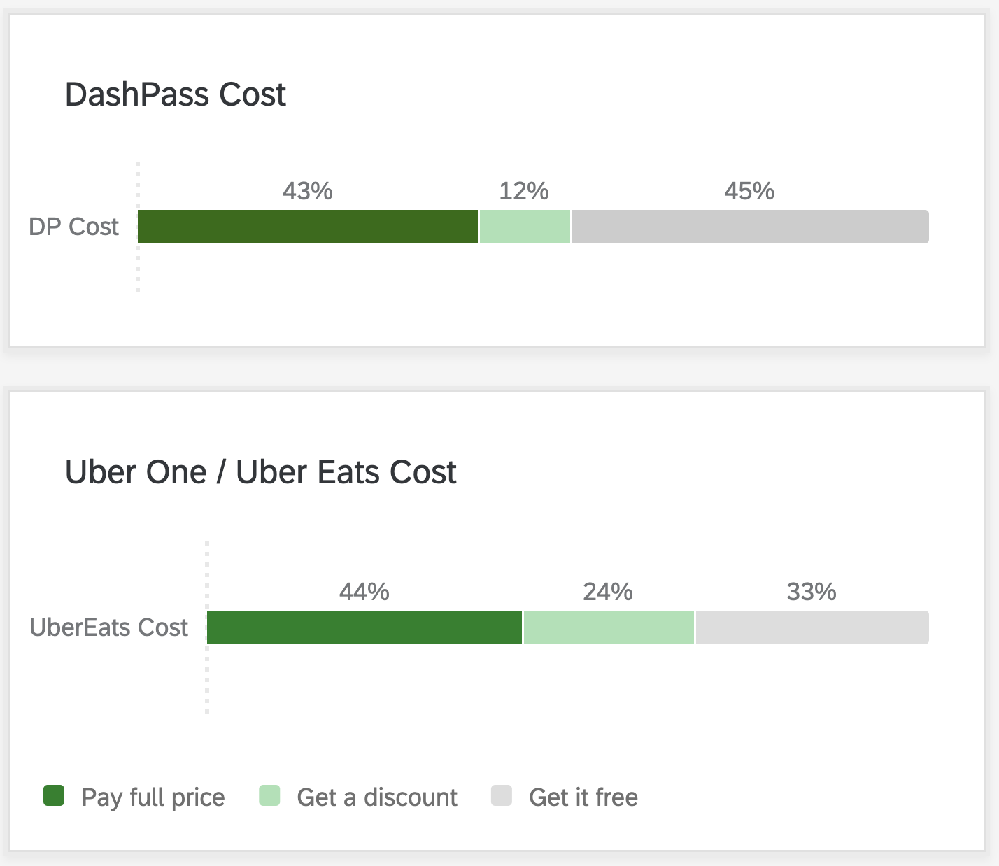 DashPass Cost
43% 12% 45%
DP Cost
Uber One / Uber Eats Cost
44% 24% 33%
UberEats Cost
Pay full price Get a discount Get it free